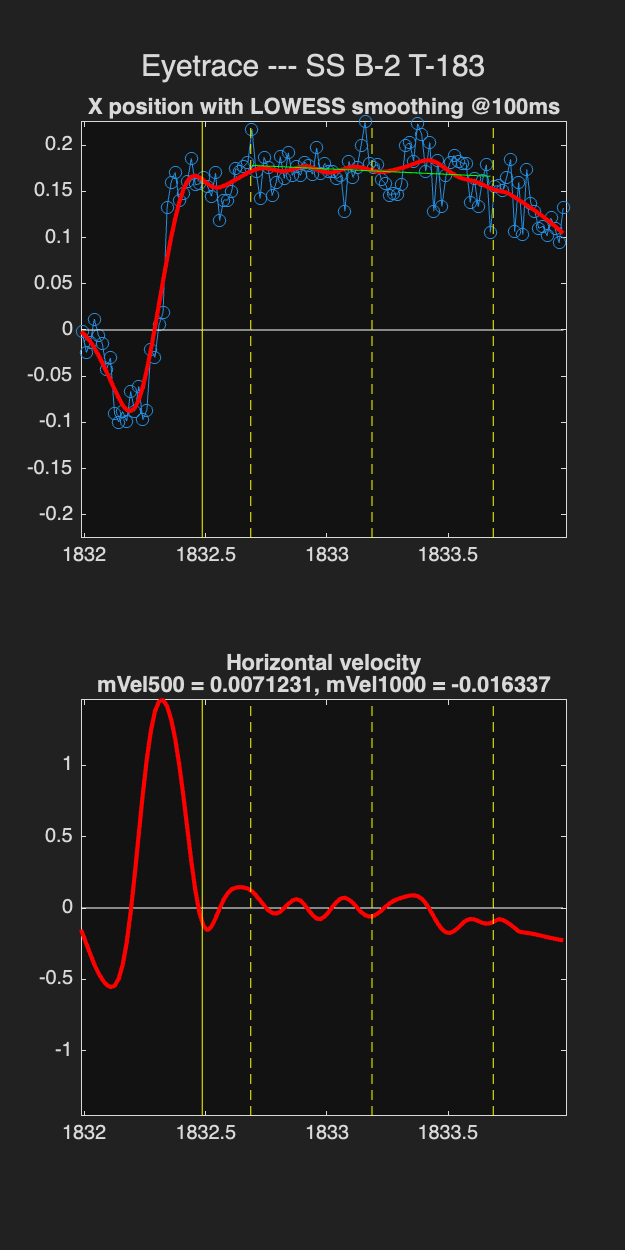 Eyetrace --- SS B-2 T-183
X position with LOWESS smoothing @100ms
0.2
0.15
0.1
0.05
0
-0.05
-0.1
-0.15
-0.2
1832 1832.5 1833 1833.5
Horizontal velocity
mVel500 = 0.0071231, mVel1000 = -0.016337
1
0.5
0
-0.5
-1
1832 1832.5 1833 1833.5